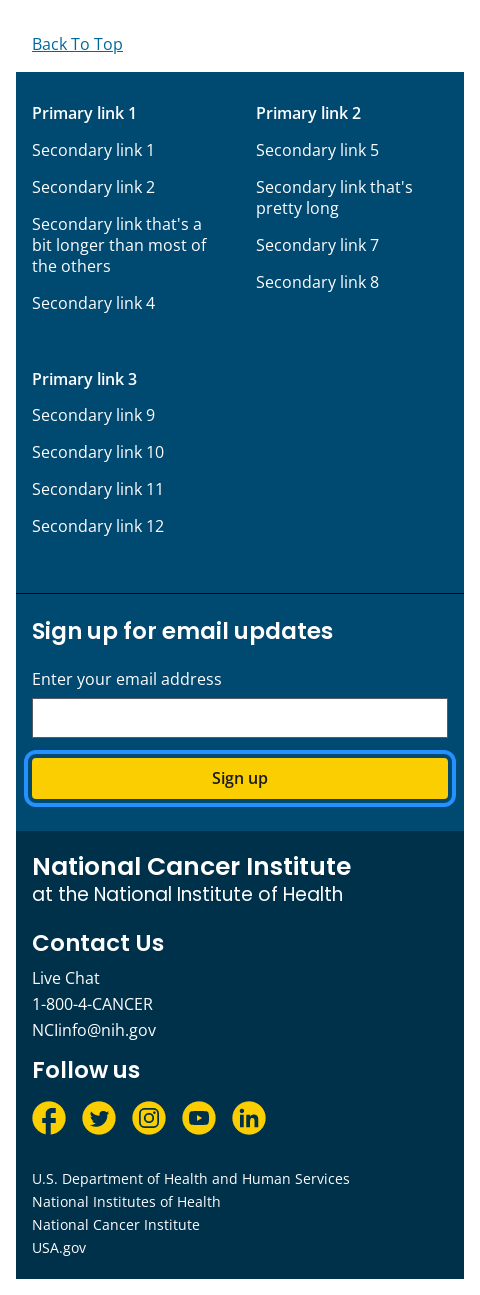 Back To Top
Primary link 1
Secondary link 1
Secondary link 2
Secondary link that's a
bit longer than most of
the others
Secondary link 4
Primary link 2
Secondary link 5
Secondary link that's
pretty long
Secondary link 7
Secondary link 8
Primary link 3
Secondary link 9
Secondary link 10
Secondary link 11
Secondary link 12
Sign up for email updates
Enter your email address
Sign up
National Cancer Institute
at the National Institute of Health
Contact Us
Live Chat
1-800-4-CANCER
NCIinfo@nih.gov
Follow us
U.S. Department of Health and Human Services
National Institutes of Health
National Cancer Institute
USA.gov